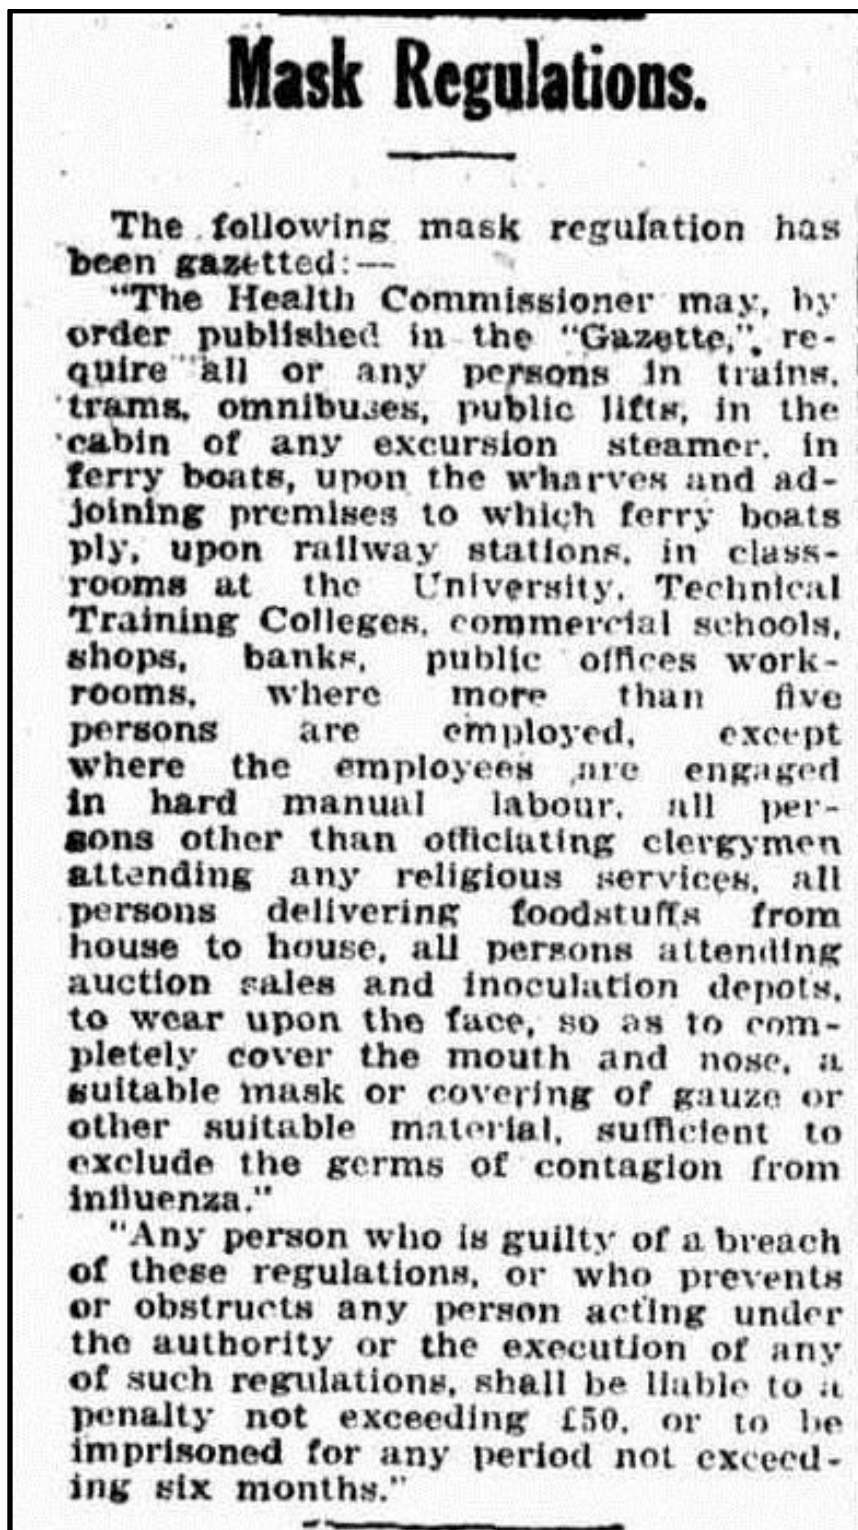 Mask Regulations.
The following mask regulation has
been gazetted:—
"The Health Commissioner may, by
order published in the "Gazette,", re-
quire all or any persons in trains,
trams, omnibuses, public lifts, in the
cabin of any excursion steamer, in
ferry boats, upon the wharves and ad-
joining premises to which ferry boats
ply, upon railway stations, in class-
rooms at the University, Technical
Training Colleges, commercial schools,
shops, banks, public offices work-
rooms, where more than five
persons are employed, except
where the employees are engaged
in hard manual labour, all per-
sons other than officiating clergymen
attending any religious services, all
persons delivering foodstuffs from
house to house, all persons attending
auction sales and inoculation depots,
to wear upon the face, so as to com-
pletely cover the mouth and nose, a
suitable mask or covering of gauze or
other suitable material, sufficient to
exclude the germs of contagion from
influenza."
"Any person who is guilty of a breach
of these regulations, or who prevents
or obstructs any person acting under
the authority or the execution of any
of such regulations, shall be liable to a
penalty not exceeding £50, or to be
imprisoned for any period not exceed-
ing six months."